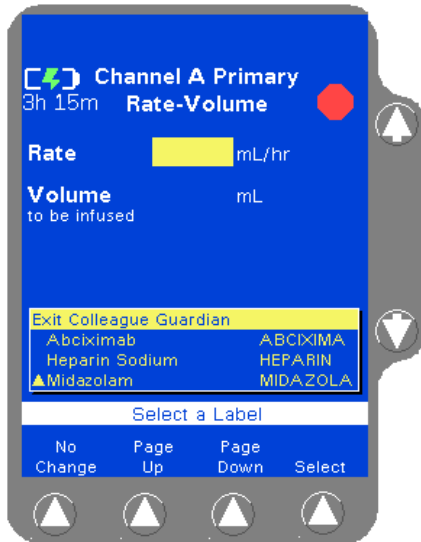 Channel A Primary
3h 15m Rate-Volume
Rate mL/hr
Volume mL
to be infused
Exit Colleague Guardian
Abciximab ABCIXIMA
Heparin Sodium HEPARIN
Midazolam MIDAZOLA
Select a Label
No Change Page Up Page Down Select